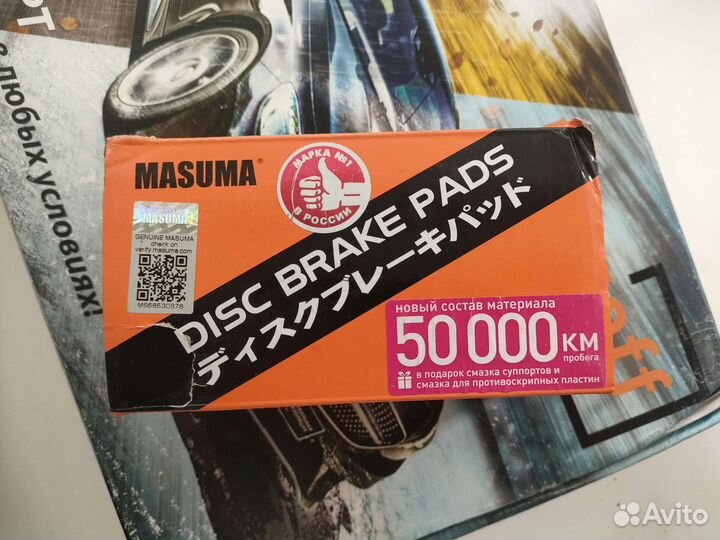 в любых условиях!
MASUMA®
МАРКА №1
В РОССИИ
MASUMA
GENUINE MASUMA
check on
verify.masuma.com
DISC BRAKE PADS
ディスクブレーキパッド
новый состав материала
50 000 км
пробега
в подарок смазка суппортов и
смазка для противоскрипных пластин
eff
Avito